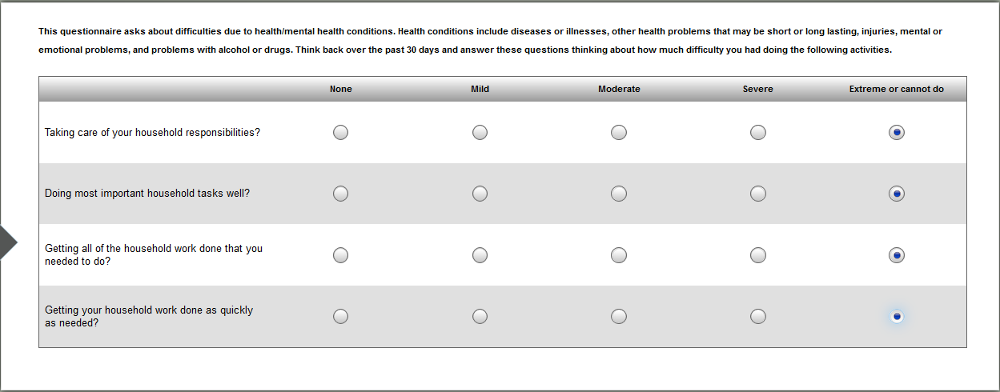 This questionnaire asks about difficulties due to health/mental health conditions. Health conditions include diseases or illnesses, other health problems that may be short or long lasting, injuries, mental or
emotional problems, and problems with alcohol or drugs. Think back over the past 30 days and answer these questions thinking about how much difficulty you had doing the following activities.
None Mild Moderate Severe Extreme or cannot do
Taking care of your household responsibilities?
Doing most important household tasks well?
Getting all of the household work done that you
needed to do?
Getting your household work done as quickly
as needed?